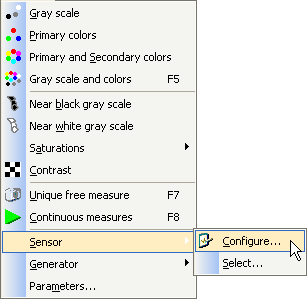 Gray scale
Primary colors
Primary and Secondary colors
Gray scale and colors F5
Near black gray scale
Near white gray scale
Saturations
Contrast
Unique free measure F7
Continuous measures F8
Sensor
Configure...
Generator
Select...
Parameters...